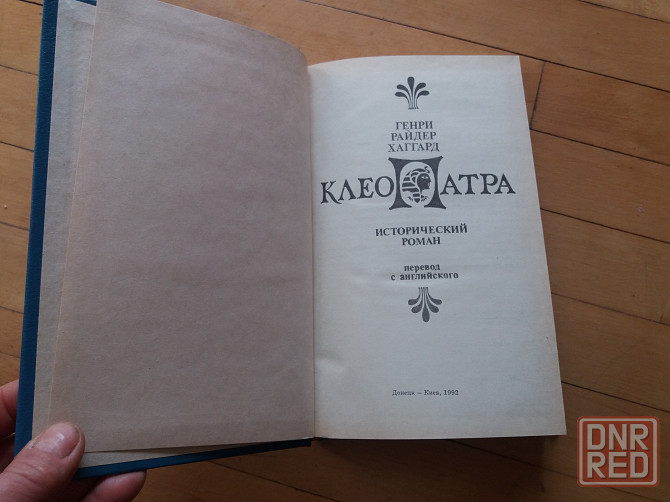 ГЕНРИ
РАЙДЕР
ХАГГАРД
КЛЕОПАТРА
ИСТОРИЧЕСКИЙ
РОМАН
перевод
с английского
Донецк — Киев, 1992
DNR
RED